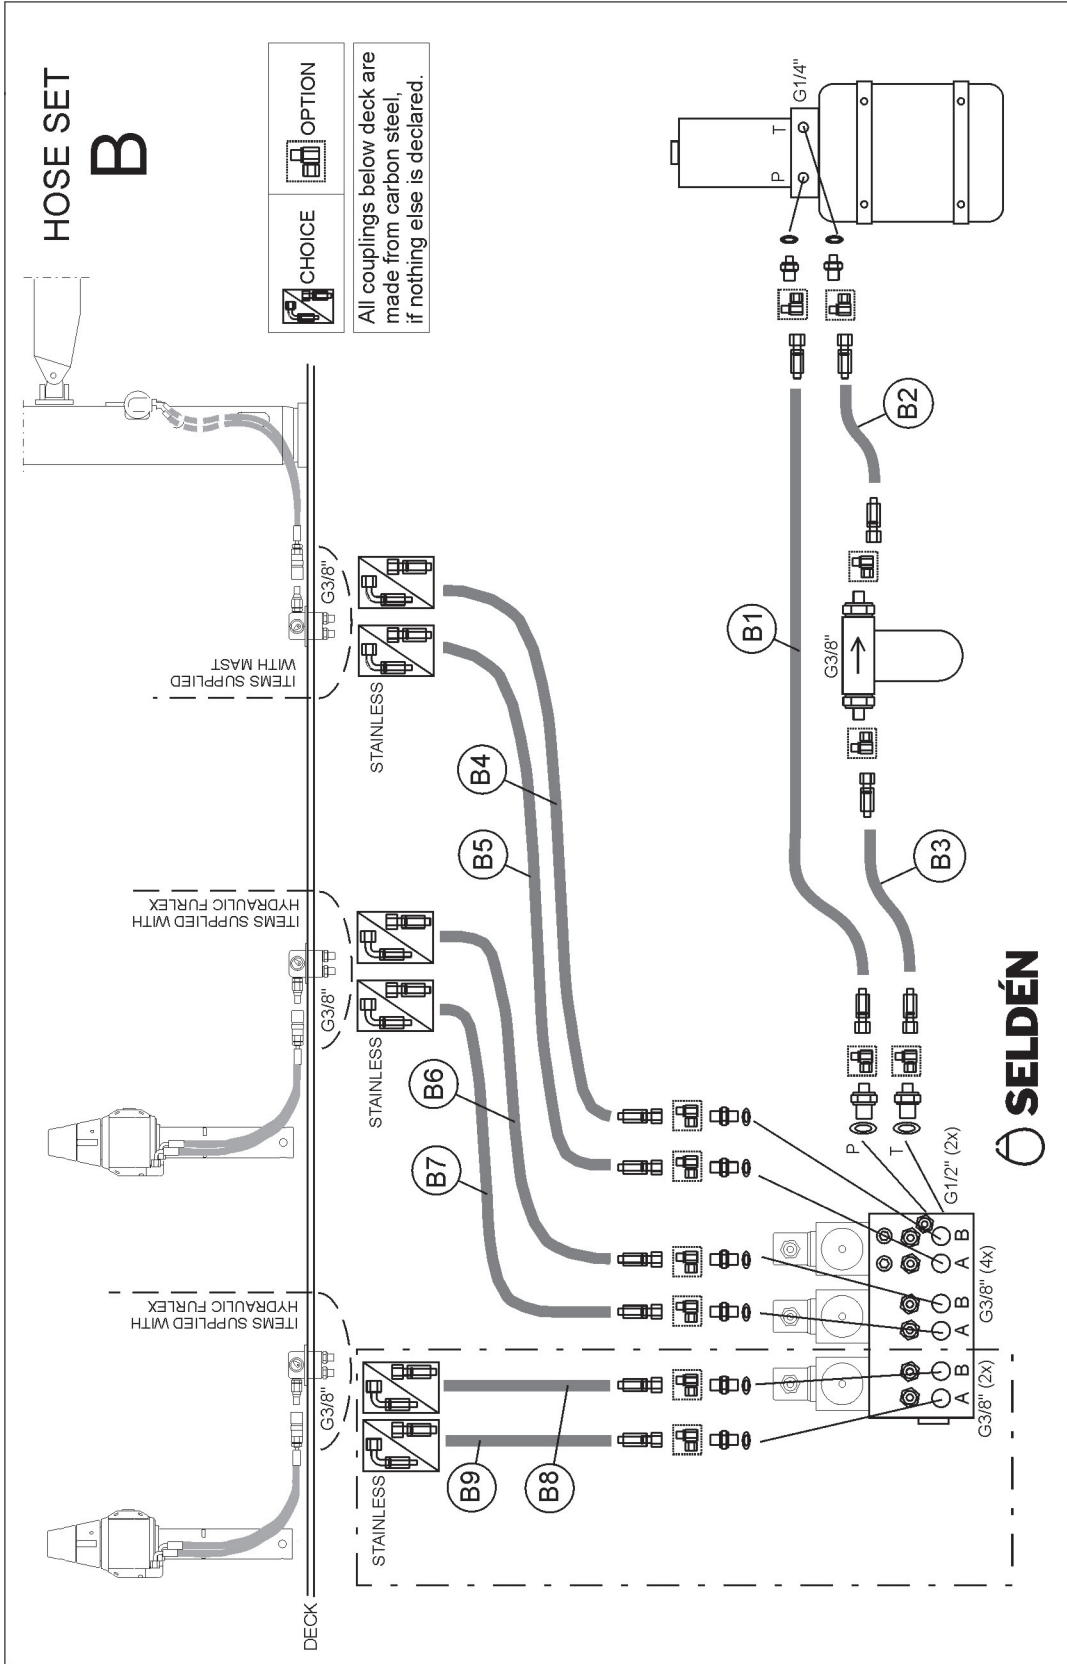 HOSE SET
B
CHOICE
OPTION
All couplings below deck are
made from carbon steel,
if nothing else is declared.
DECK
ITEMS SUPPLIED WITH
HYDRAULIC FURLEX
G3/8"
ITEMS SUPPLIED WITH
HYDRAULIC FURLEX
G3/8"
ITEMS SUPPLIED
WITH MAST
G3/8"
STAINLESS
STAINLESS
STAINLESS
B9
B8
B7
B6
B5
B4
B1
B2
B3
G3/8"
P
T
G1/4"
P
T
G1/2" (2x)
A
B
A
B
A
B
G3/8" (2x)
G3/8" (4x)
SELDÉN